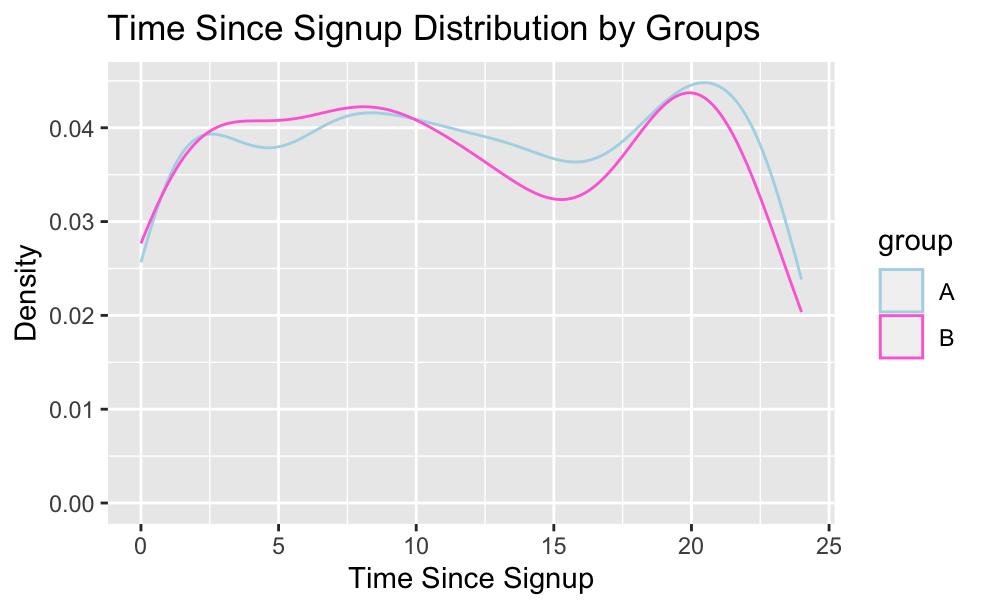 Time Since Signup Distribution by Groups
Density
0.04
0.03
0.02
0.01
0.00
0 5 10 15 20 25
Time Since Signup
group
A
B